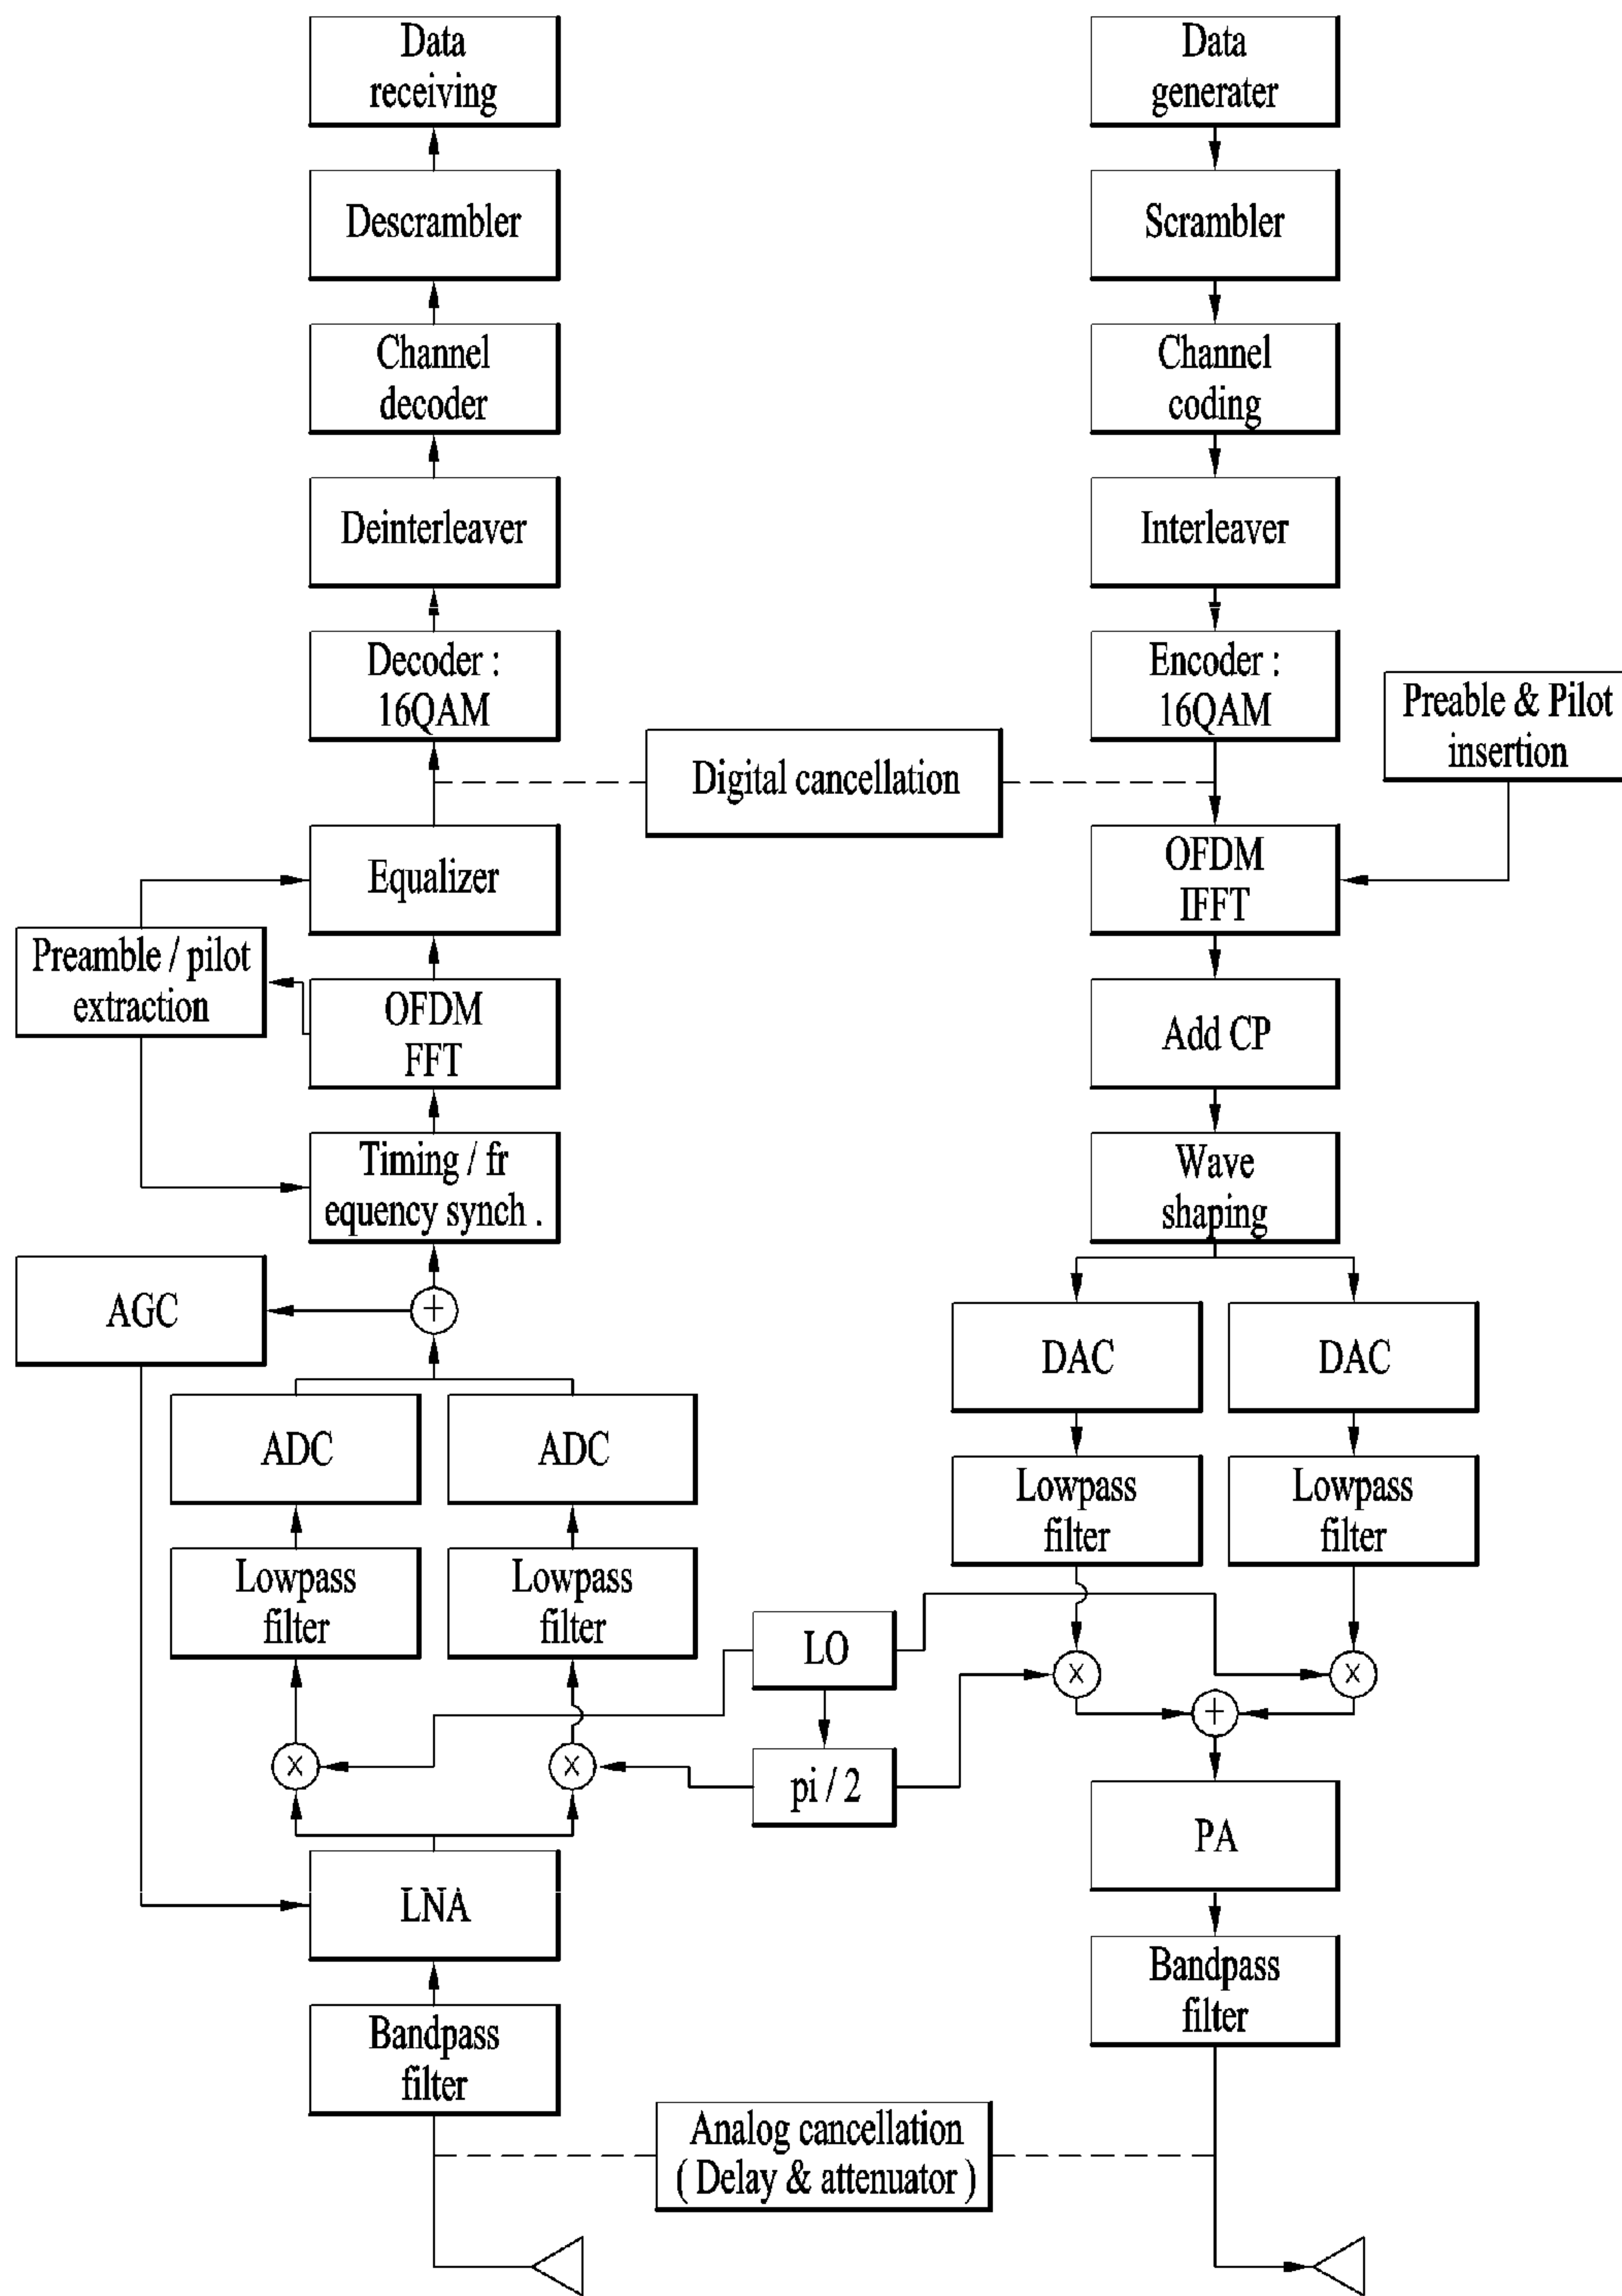 Data
receiving
Data
generater
Descrambler
Scrambler
Channel
decoder
Channel
coding
Deinterleaver
Interleaver
Decoder :
16QAM
Encoder :
16QAM
Preable & Pilot
insertion
Digital cancellation
Equalizer
OFDM
IFFT
Preamble / pilot
extraction
OFDM
FFT
Add CP
Timing / fr
equency synch .
Wave
shaping
AGC
+
DAC
DAC
ADC
ADC
Lowpass
filter
Lowpass
filter
Lowpass
filter
Lowpass
filter
LO
X
X
+
X
X
pi / 2
PA
LNA
Bandpass
filter
Bandpass
filter
Analog cancellation
( Delay & attenuator )